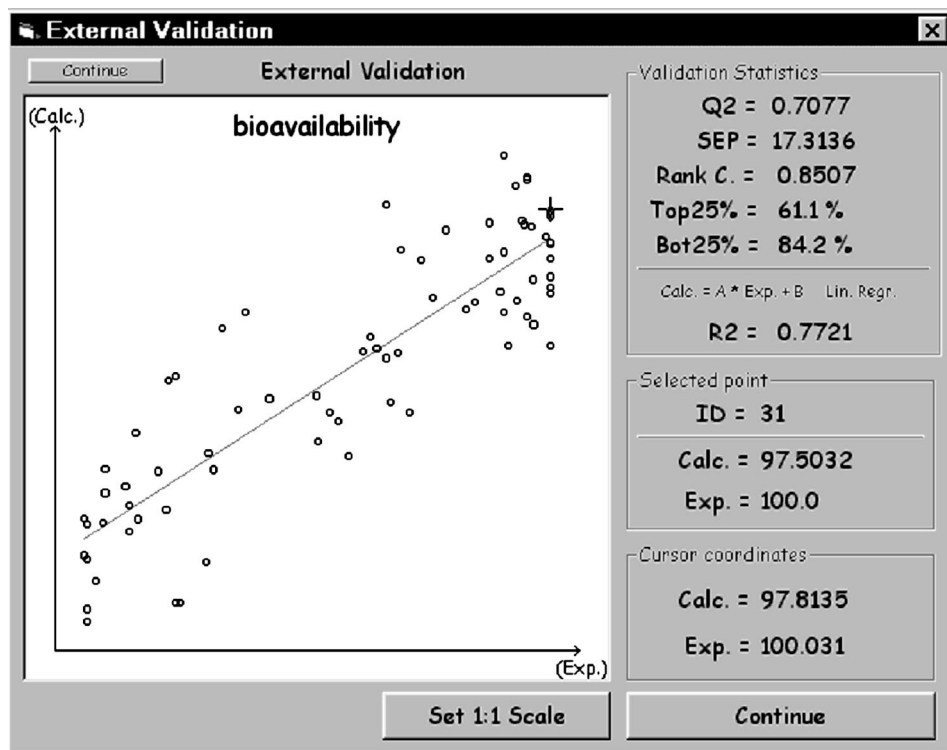 External Validation
Continue
External Validation
(Calc.)
bioavailability
(Exp.)
Set 1:1 Scale
Validation Statistics
Q2 = 0.7077
SEP = 17.3136
Rank C. = 0.8507
Top25% = 61.1 %
Bot25% = 84.2 %
Calc. = A * Exp. + B Lin. Regr.
R2 = 0.7721
Selected point
ID = 31
Calc. = 97.5032
Exp. = 100.0
Cursor coordinates
Calc. = 97.8135
Exp. = 100.031
Continue